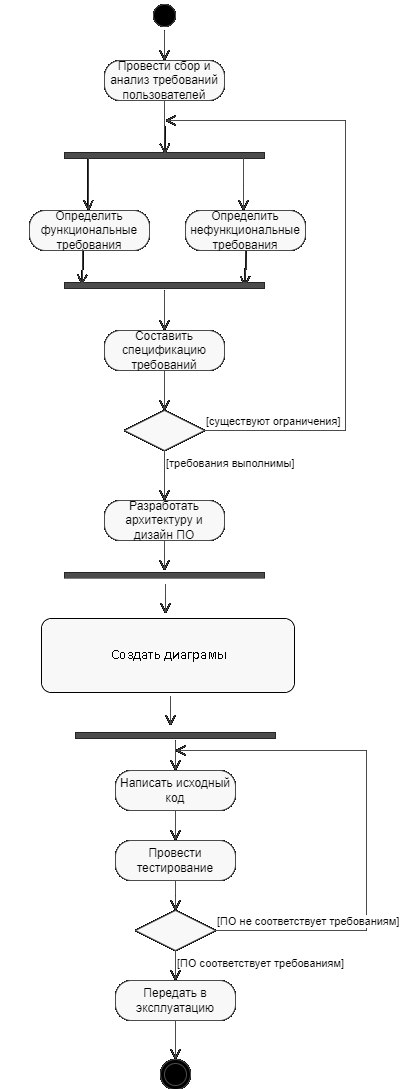 Провести сбор и
анализ требований
пользователей
Определить
функциональные
требования
Определить
нефункциональные
требования
Составить
спецификацию
требований
[существуют ограничения]
[требования выполнимы]
Разработать
архитектуру и
дизайн ПО
Создать диаграмы
Написать исходный
код
Провести
тестирование
[ПО не соответствует требованиям]
[ПО соответствует требованиям]
Передать в
эксплуатацию